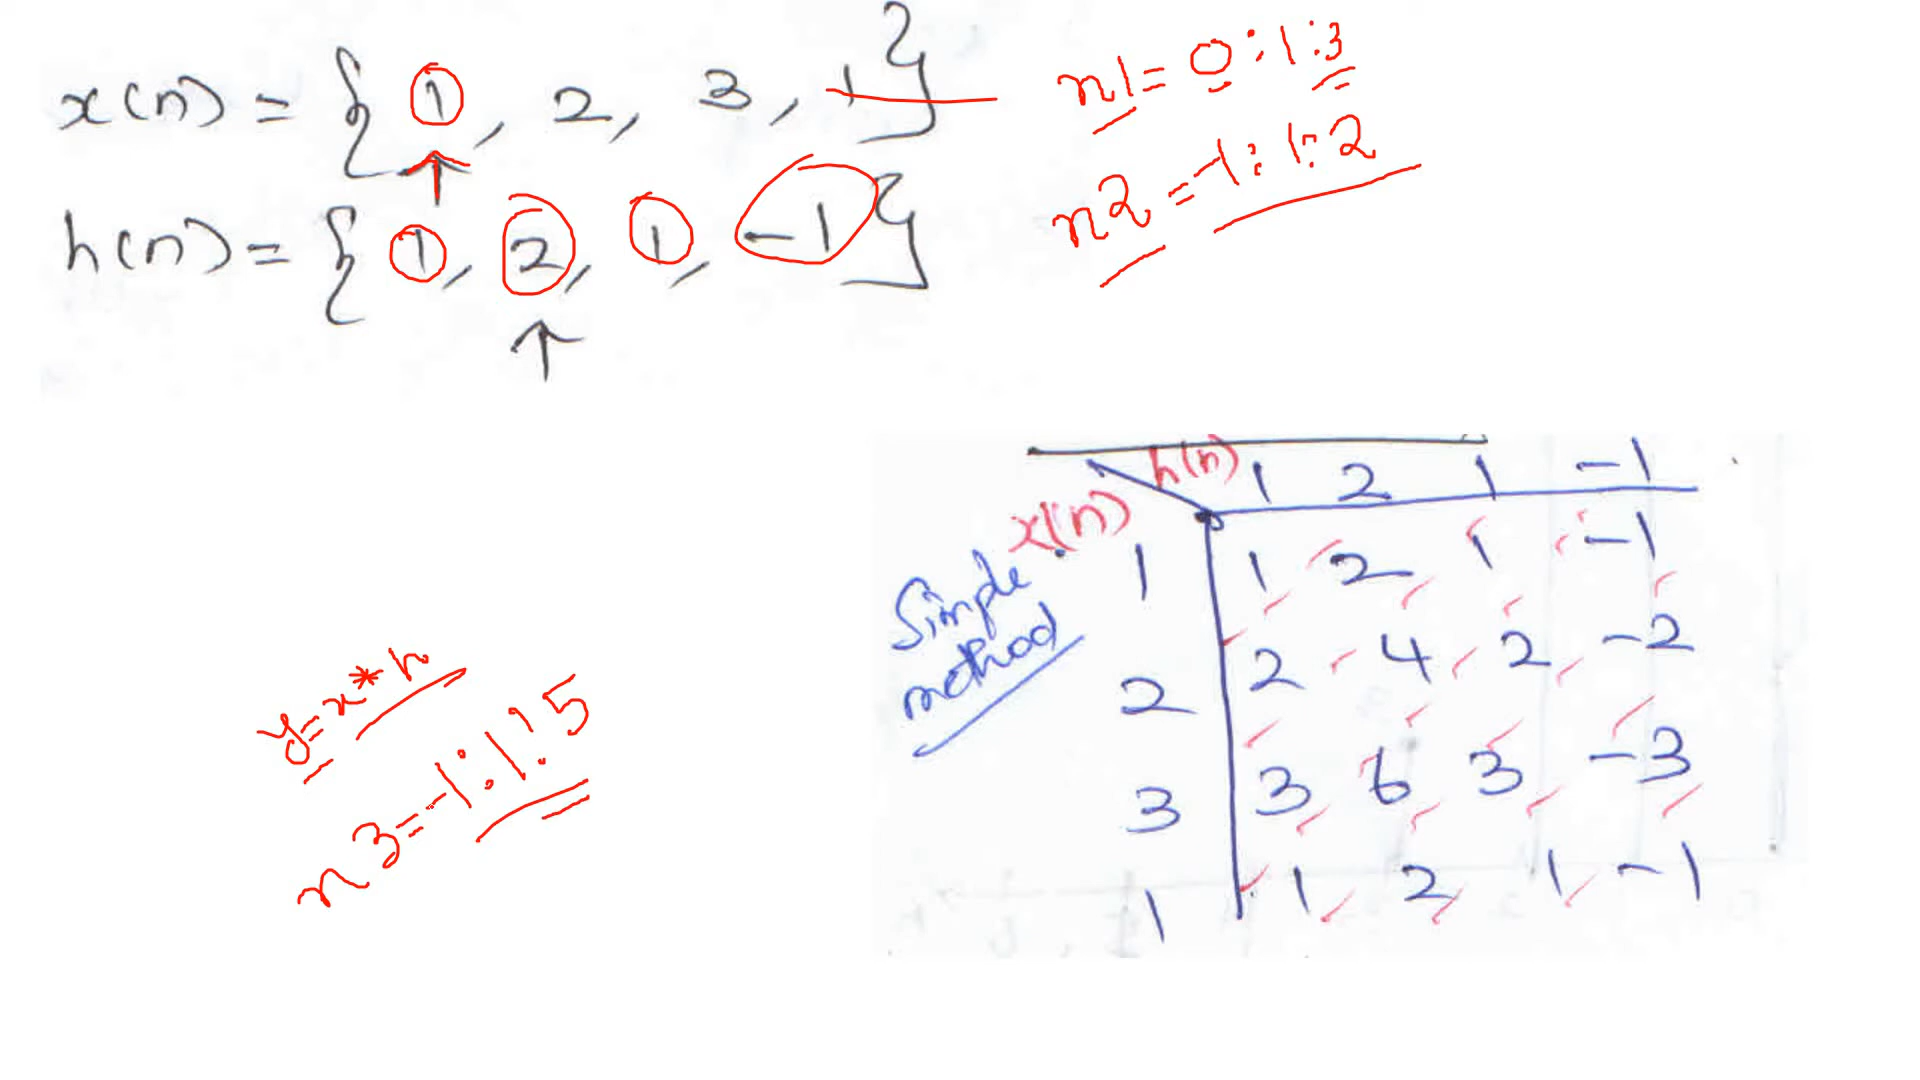 x(n) = { 1, 2, 3, 1 }
↑
h(n) = { 1, 2, 1, -1 }
↑
n1 = 0:1:3
n2 = -1:1:2
h(n) 1 2 1 -1
x(n)
1 1 2 1 -1
2 2 4 2 -2
3 3 6 3 -3
1 1 2 1 -1
Simple
method
y = x * h
n3 = -1:1:5